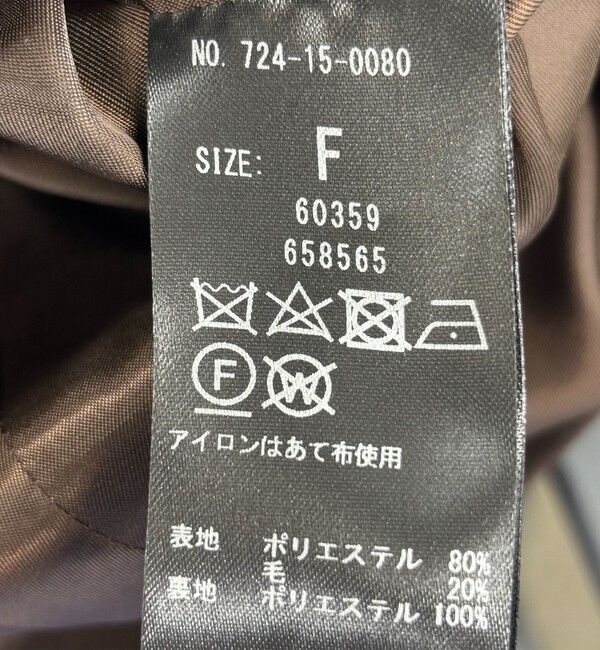 NO. 724-15-0080
SIZE: F
60359
658565
F W
アイロンはあて布使用
表地 ポリエステル 80%
毛 20%
裏地 ポリエステル 100%